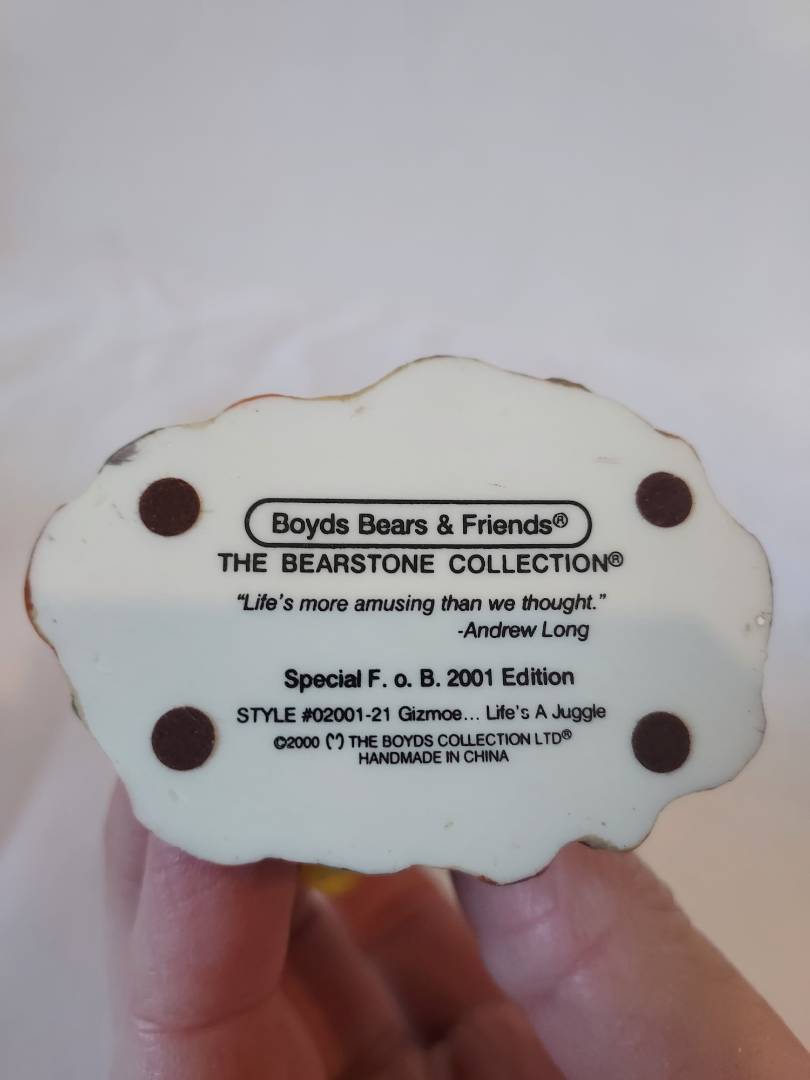 Boyds Bears & Friends®
THE BEARSTONE COLLECTION®
"Life's more amusing than we thought."
-Andrew Long
Special F. o. B. 2001 Edition
STYLE #02001-21 Gizmoe... Life's A Juggle
©2000 (") THE BOYDS COLLECTION LTD®
HANDMADE IN CHINA